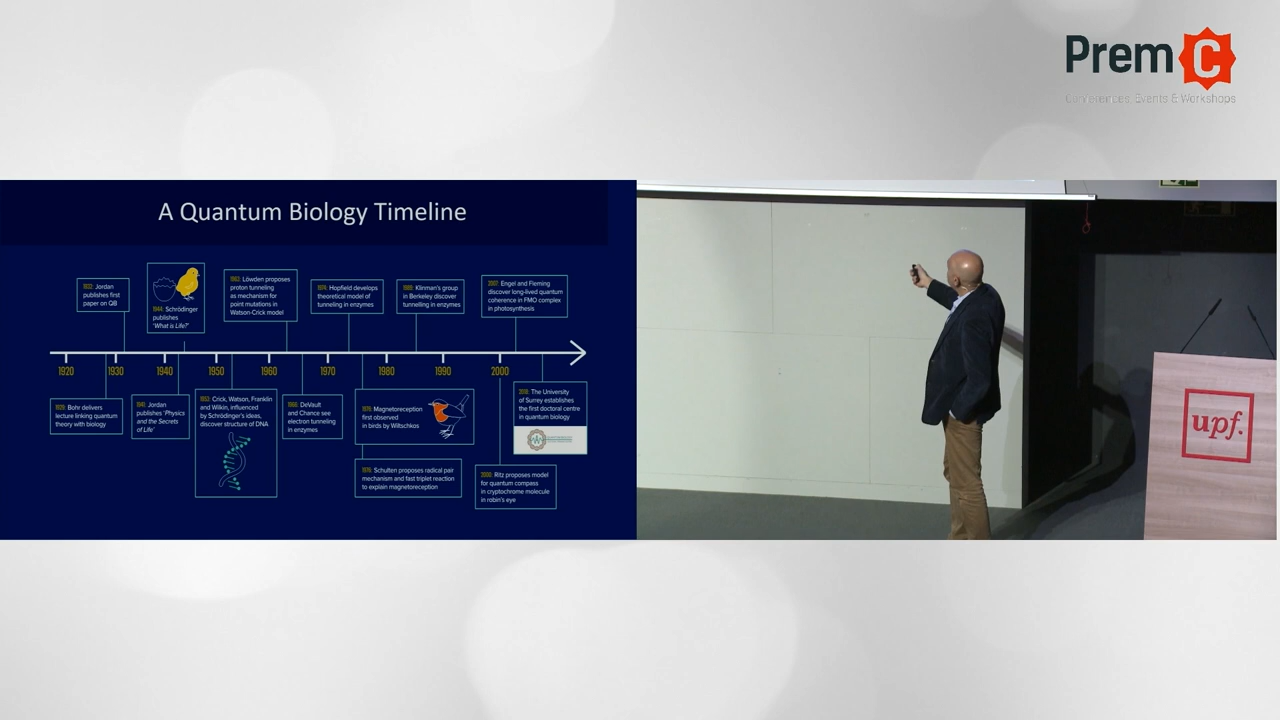 Prem C
Conferences, Events & Workshops
A Quantum Biology Timeline
1932: Jordan
publishes first
paper on QB
1944: Schrödinger
publishes
'What is Life?'
1963: Löwden proposes
proton tunneling
as mechanism for
point mutations in
Watson-Crick model
1974: Hopfield develops
theoretical model of
tunneling in enzymes
1989: Klinman's group
in Berkeley discover
tunnelling in enzymes
2007: Engel and Fleming
discover long-lived quantum
coherence in FMO complex
in photosynthesis
1920 1930 1940 1950 1960 1970 1980 1990 2000
1929: Bohr delivers
lecture linking quantum
theory with biology
1941: Jordan
publishes 'Physics
and the Secrets
of Life'
1953: Crick, Watson, Franklin
and Wilkin, influenced
by Schrödinger's ideas,
discover structure of DNA
1966: DeVault
and Chance see
electron tunneling
in enzymes
1976: Magnetoreception
first observed
in birds by Wiltschkos
1978: Schulten proposes radical pair
mechanism and fast triplet reaction
to explain magnetoreception
2000: Ritz proposes model
for quantum compass
in cryptochrome molecule
in robin's eye
2018: The University
of Surrey establishes
the first doctoral centre
in quantum biology
upf.